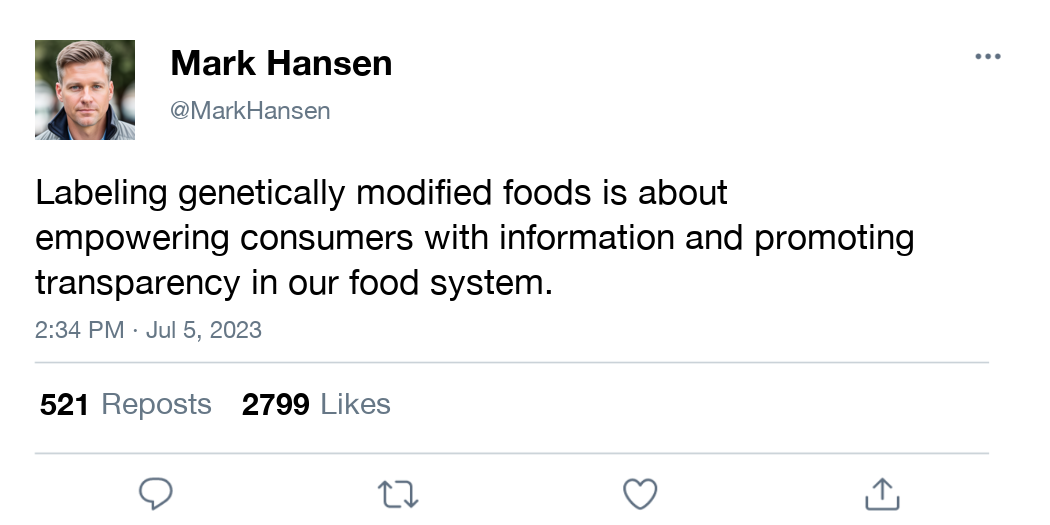 Mark Hansen
@MarkHansen
Labeling genetically modified foods is about
empowering consumers with information and promoting
transparency in our food system.
2:34 PM · Jul 5, 2023
521 Reposts 2799 Likes